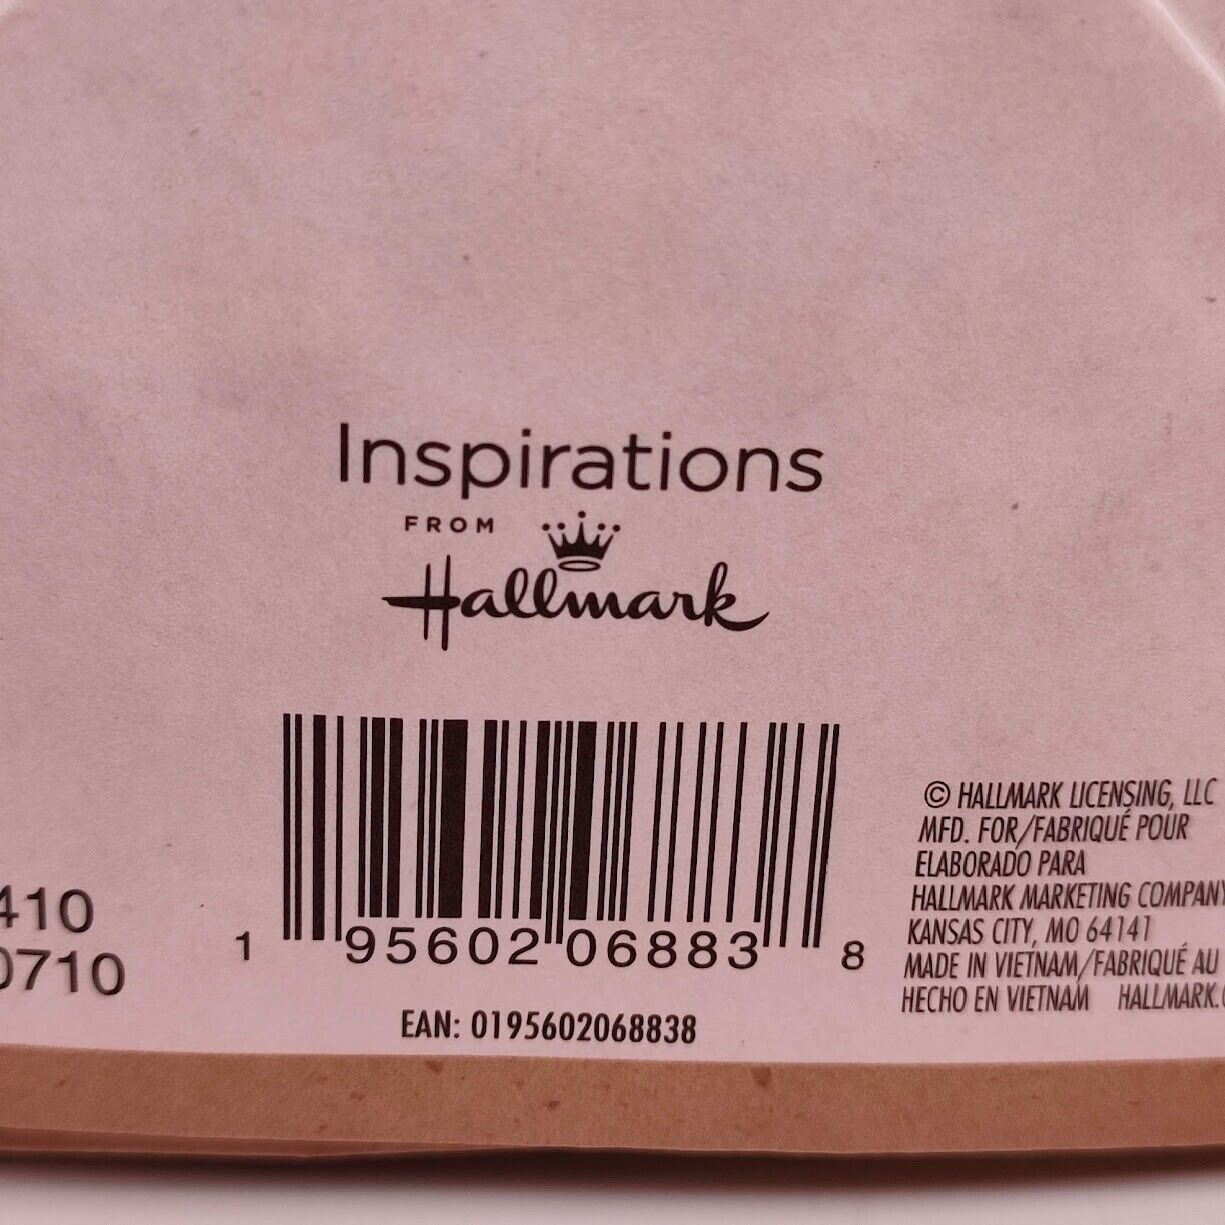 Inspirations
FROM
Hallmark
410
0710
1 95602 06883 8
EAN: 0195602068838
© HALLMARK LICENSING, LLC
MFD. FOR/FABRIQUÉ POUR
ELABORADO PARA
HALLMARK MARKETING COMPANY
KANSAS CITY, MO 64141
MADE IN VIETNAM/FABRIQUÉ AU
HECHO EN VIETNAM HALLMARK.